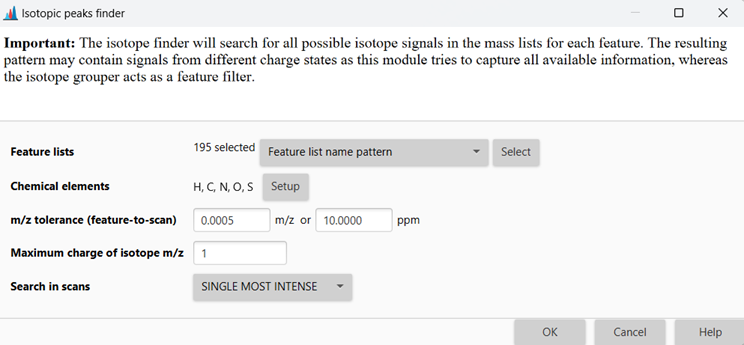 Isotopic peaks finder
Important: The isotope finder will search for all possible isotope signals in the mass lists for each feature. The resulting
pattern may contain signals from different charge states as this module tries to capture all available information, whereas
the isotope grouper acts as a feature filter.
Feature lists 195 selected Feature list name pattern Select
Chemical elements H, C, N, O, S Setup
m/z tolerance (feature-to-scan) 0.0005 m/z or 10.0000 ppm
Maximum charge of isotope m/z 1
Search in scans SINGLE MOST INTENSE
OK Cancel Help